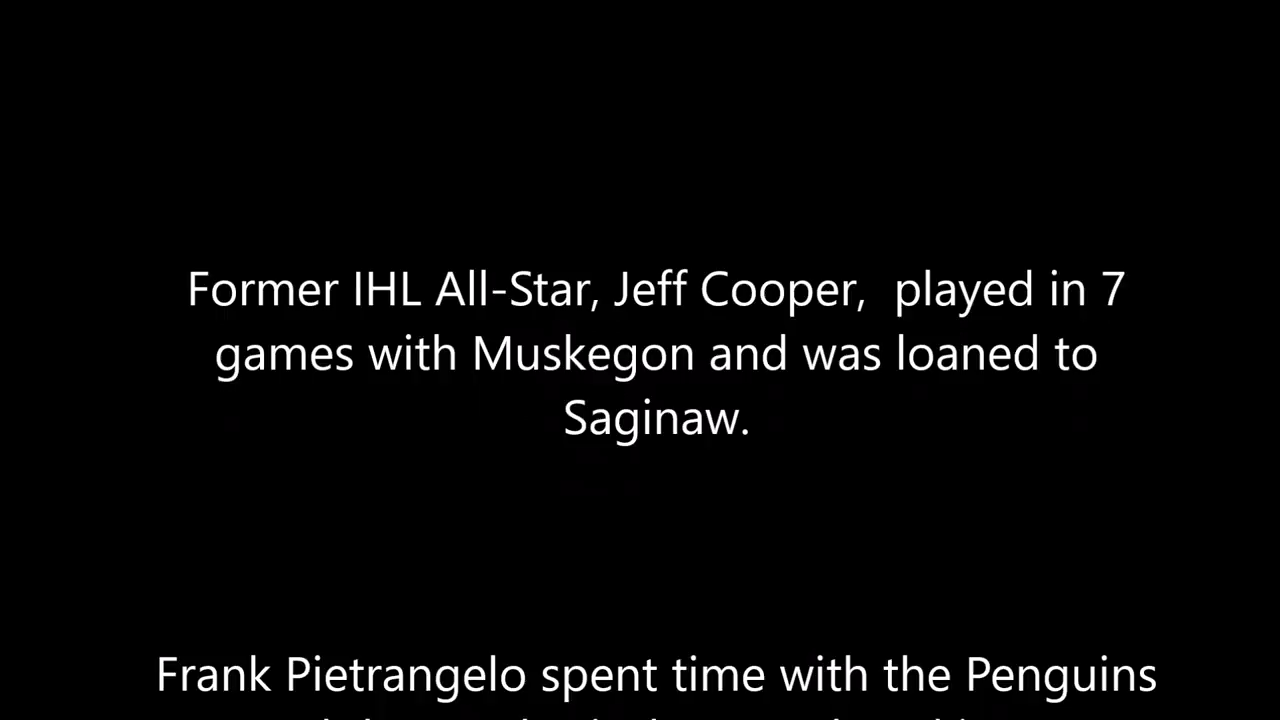 Former IHL All-Star, Jeff Cooper,  played in 7
games with Muskegon and was loaned to
Saginaw.
Frank Pietrangelo spent time with the Penguins